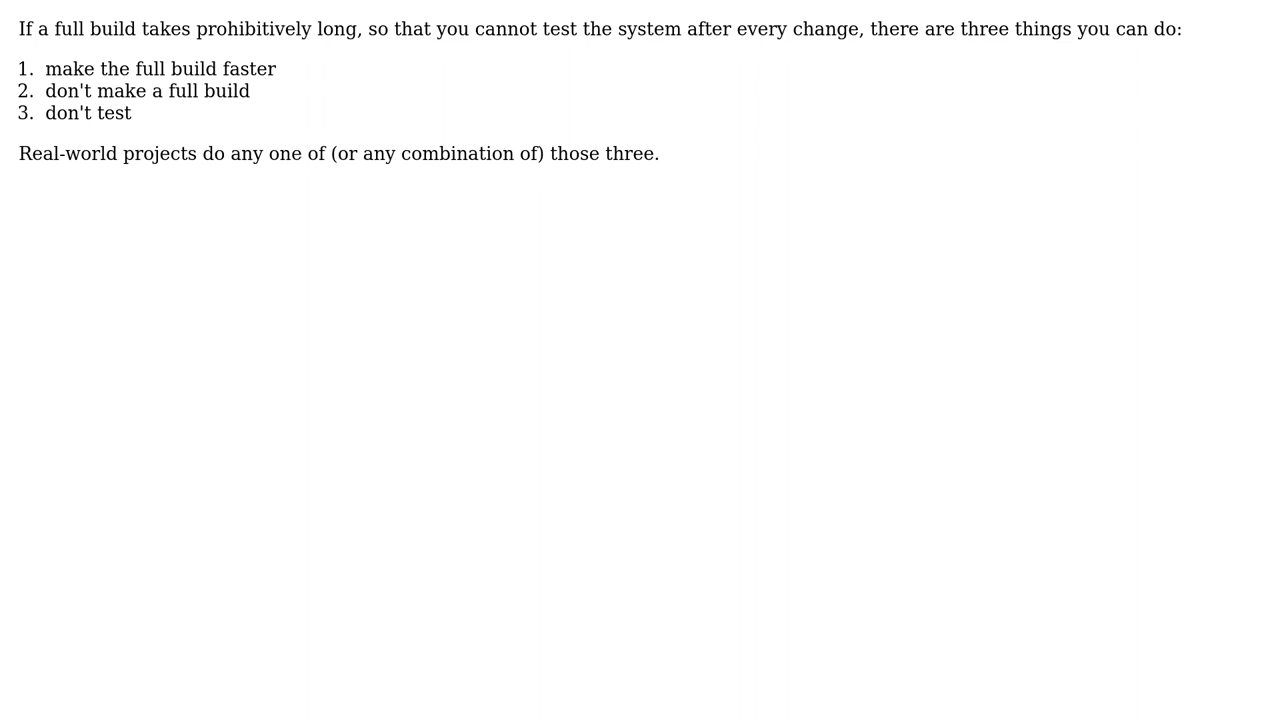 If a full build takes prohibitively long, so that you cannot test the system after every change, there are three things you can do:
1. make the full build faster
2. don't make a full build
3. don't test
Real-world projects do any one of (or any combination of) those three.